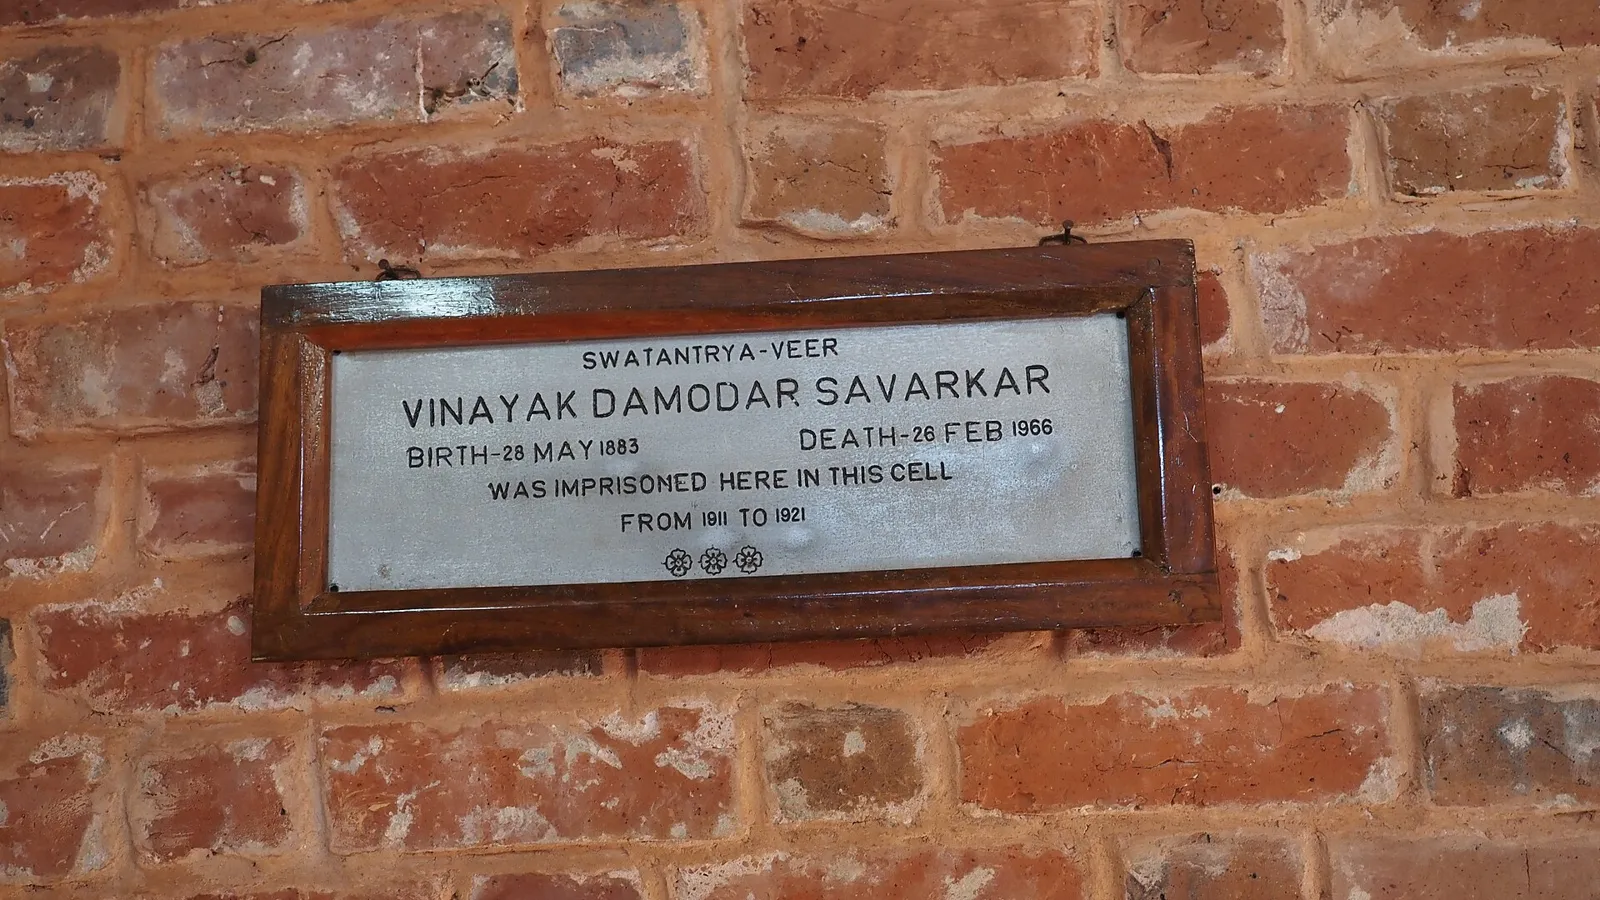 SWATANTRYA-VEER
VINAYAK DAMODAR SAVARKAR
BIRTH-28 MAY 1883 DEATH-26 FEB 1966
WAS IMPRISONED HERE IN THIS CELL
FROM 1911 TO 1921